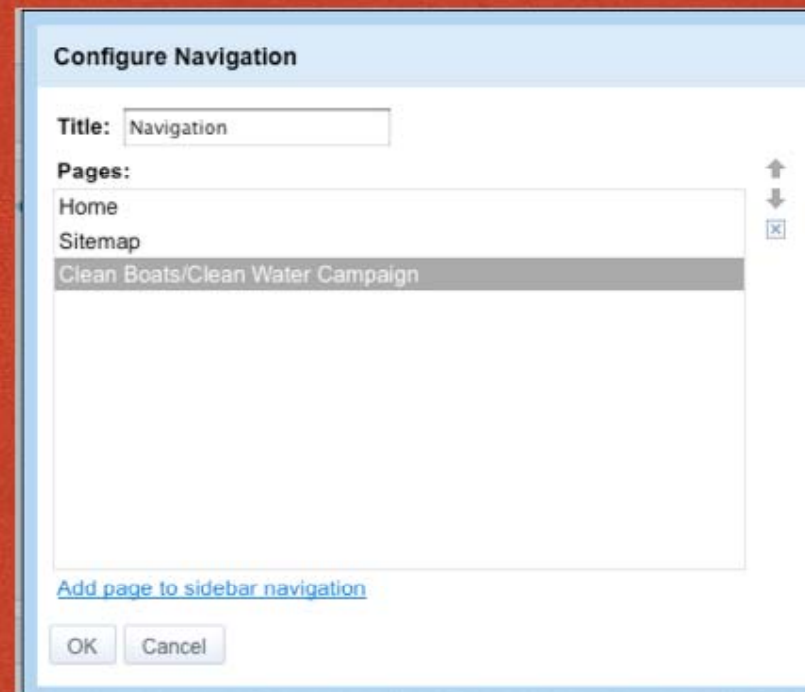 Configure Navigation
Title: Navigation
Pages:
Home
Sitemap
Clean Boats/Clean Water Campaign
Add page to sidebar navigation
OK Cancel